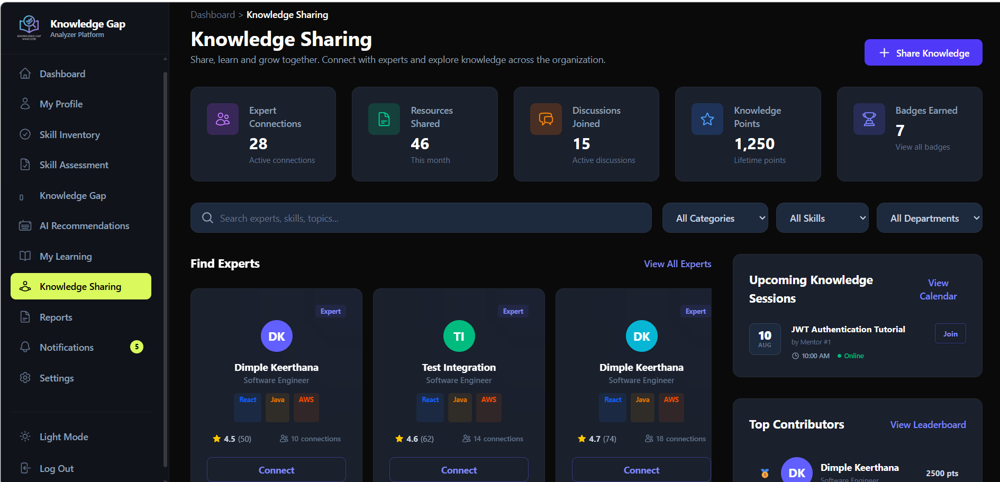 KNOWLEDGE GAP
ANALYZER
Knowledge Gap
Analyzer Platform
Dashboard
My Profile
Skill Inventory
Skill Assessment
Knowledge Gap
AI Recommendations
My Learning
Knowledge Sharing
Reports
Notifications
5
Settings
Light Mode
Log Out
Dashboard > Knowledge Sharing
Knowledge Sharing
Share, learn and grow together. Connect with experts and explore knowledge across the organization.
+ Share Knowledge
Expert
Connections
28
Active connections
Resources
Shared
46
This month
Discussions
Joined
15
Active discussions
Knowledge
Points
1,250
Lifetime points
Badges Earned
7
View all badges
Search experts, skills, topics...
All Categories
All Skills
All Departments
Find Experts
View All Experts
Expert
DK
Dimple Keerthana
Software Engineer
React Java AWS
4.5 (50) 10 connections
Connect
Expert
TI
Test Integration
Software Engineer
React Java AWS
4.6 (62) 14 connections
Connect
Expert
DK
Dimple Keerthana
Software Engineer
React Java AWS
4.7 (74) 18 connections
Connect
Upcoming Knowledge
Sessions
View
Calendar
10
AUG
JWT Authentication Tutorial
by Mentor #1
10:00 AM Online
Join
Top Contributors
View Leaderboard
DK
Dimple Keerthana
Software Engineer
2500 pts